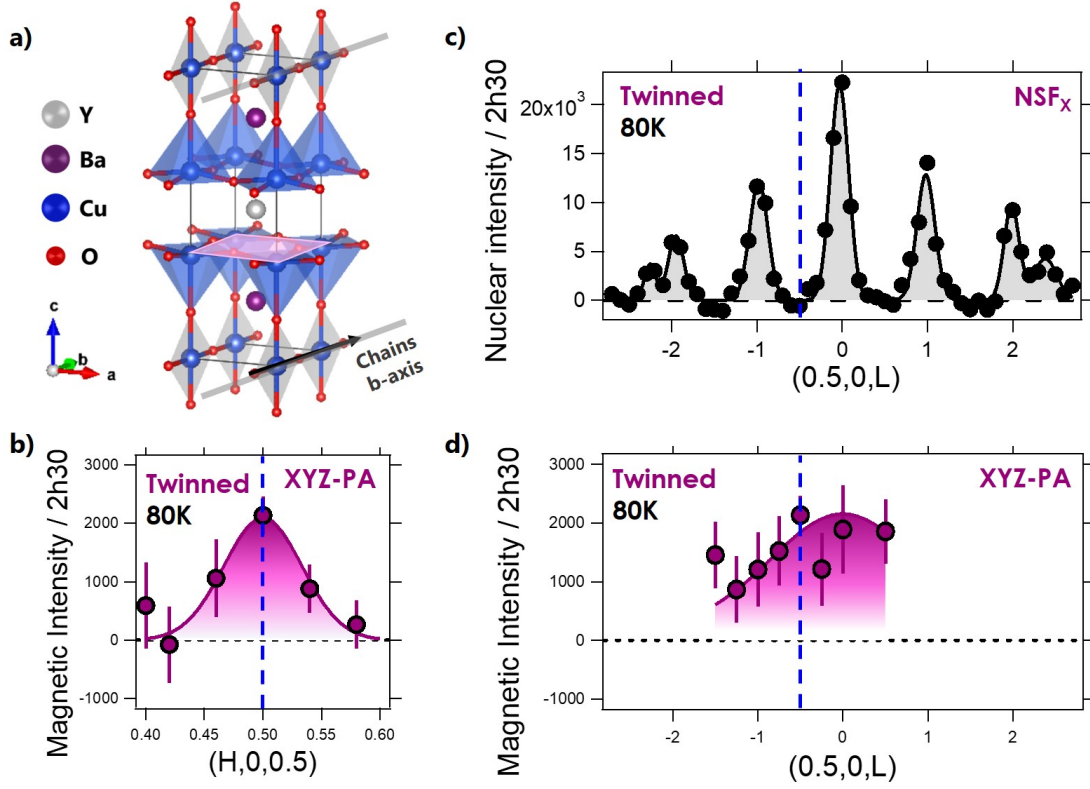 a)
Y
Ba
Cu
O
c
b
a
Chains
b-axis
b)
Magnetic Intensity / 2h30
3000
2000
1000
0
-1000
Twinned
80K
XYZ-PA
0.40
0.45
0.50
0.55
0.60
(H,0,0.5)
c)
Nuclear intensity / 2h30
20x10³
15
10
5
0
Twinned
80K
NSFX
-2
-1
0
1
2
(0.5,0,L)
d)
Magnetic Intensity / 2h30
3000
2000
1000
0
-1000
Twinned
80K
XYZ-PA
-2
-1
0
1
2
(0.5,0,L)